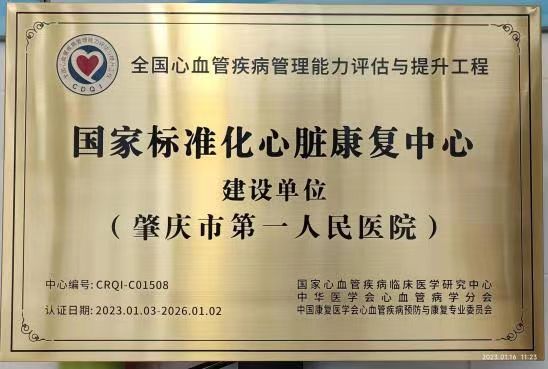 CDQI
全国心血管疾病管理能力评估与提升工程
国家标准化心脏康复中心
建设单位
（肇庆市第一人民医院）
中心编号: CRQI-C01508
认证日期: 2023.01.03-2026.01.02
国家心血管疾病临床医学研究中心
中华医学会心血管病学分会
中国康复医学会心血管疾病预防与康复专业委员会
2023.01.16 11:23